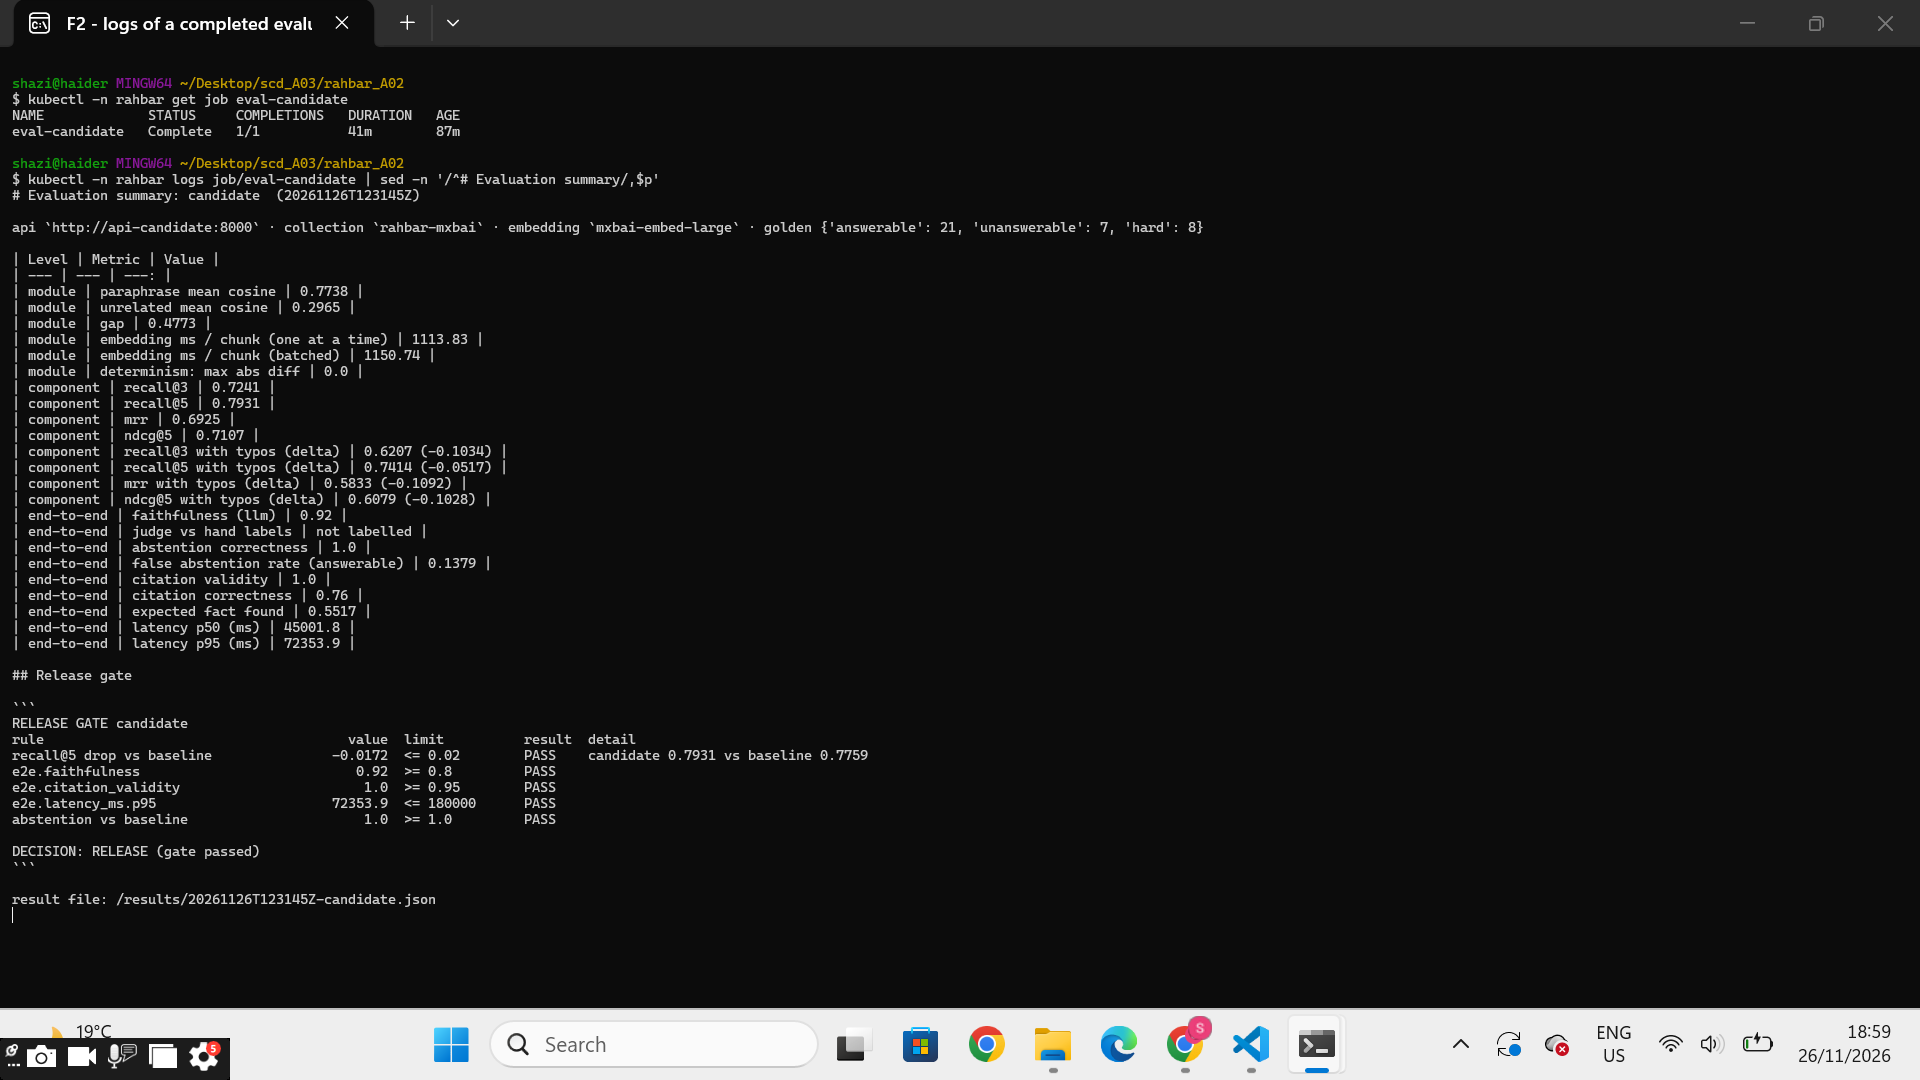 F2 - logs of a completed evalu
shazi@haider MINGW64 ~/Desktop/scd_A03/rahbar_A02
$ kubectl -n rahbar get job eval-candidate
NAME STATUS COMPLETIONS DURATION AGE
eval-candidate Complete 1/1 41m 87m
shazi@haider MINGW64 ~/Desktop/scd_A03/rahbar_A02
$ kubectl -n rahbar logs job/eval-candidate | sed -n '/^# Evaluation summary/,$p'
# Evaluation summary: candidate (20261126T123145Z)
api `http://api-candidate:8000` · collection `rahbar-mxbai` · embedding `mxbai-embed-large` · golden {'answerable': 21, 'unanswerable': 7, 'hard': 8}
| Level | Metric | Value |
| --- | --- | ---: |
| module | paraphrase mean cosine | 0.7738 |
| module | unrelated mean cosine | 0.2965 |
| module | gap | 0.4773 |
| module | embedding ms / chunk (one at a time) | 1113.83 |
| module | embedding ms / chunk (batched) | 1150.74 |
| module | determinism: max abs diff | 0.0 |
| component | recall@3 | 0.7241 |
| component | recall@5 | 0.7931 |
| component | mrr | 0.6925 |
| component | ndcg@5 | 0.7107 |
| component | recall@3 with typos (delta) | 0.6207 (-0.1034) |
| component | recall@5 with typos (delta) | 0.7414 (-0.0517) |
| component | mrr with typos (delta) | 0.5833 (-0.1092) |
| component | ndcg@5 with typos (delta) | 0.6079 (-0.1028) |
| end-to-end | faithfulness (llm) | 0.92 |
| end-to-end | judge vs hand labels | not labelled |
| end-to-end | abstention correctness | 1.0 |
| end-to-end | false abstention rate (answerable) | 0.1379 |
| end-to-end | citation validity | 1.0 |
| end-to-end | citation correctness | 0.76 |
| end-to-end | expected fact found | 0.5517 |
| end-to-end | latency p50 (ms) | 45001.8 |
| end-to-end | latency p95 (ms) | 72353.9 |
## Release gate
```
RELEASE GATE candidate
rule value limit result detail
recall@5 drop vs baseline -0.0172 <= 0.02 PASS candidate 0.7931 vs baseline 0.7759
e2e.faithfulness 0.92 >= 0.8 PASS
e2e.citation_validity 1.0 >= 0.95 PASS
e2e.latency_ms.p95 72353.9 <= 180000 PASS
abstention vs baseline 1.0 >= 1.0 PASS
DECISION: RELEASE (gate passed)
```
result file: /results/20261126T123145Z-candidate.json
19°C
5
Search
S
ENG
US
18:59
26/11/2026